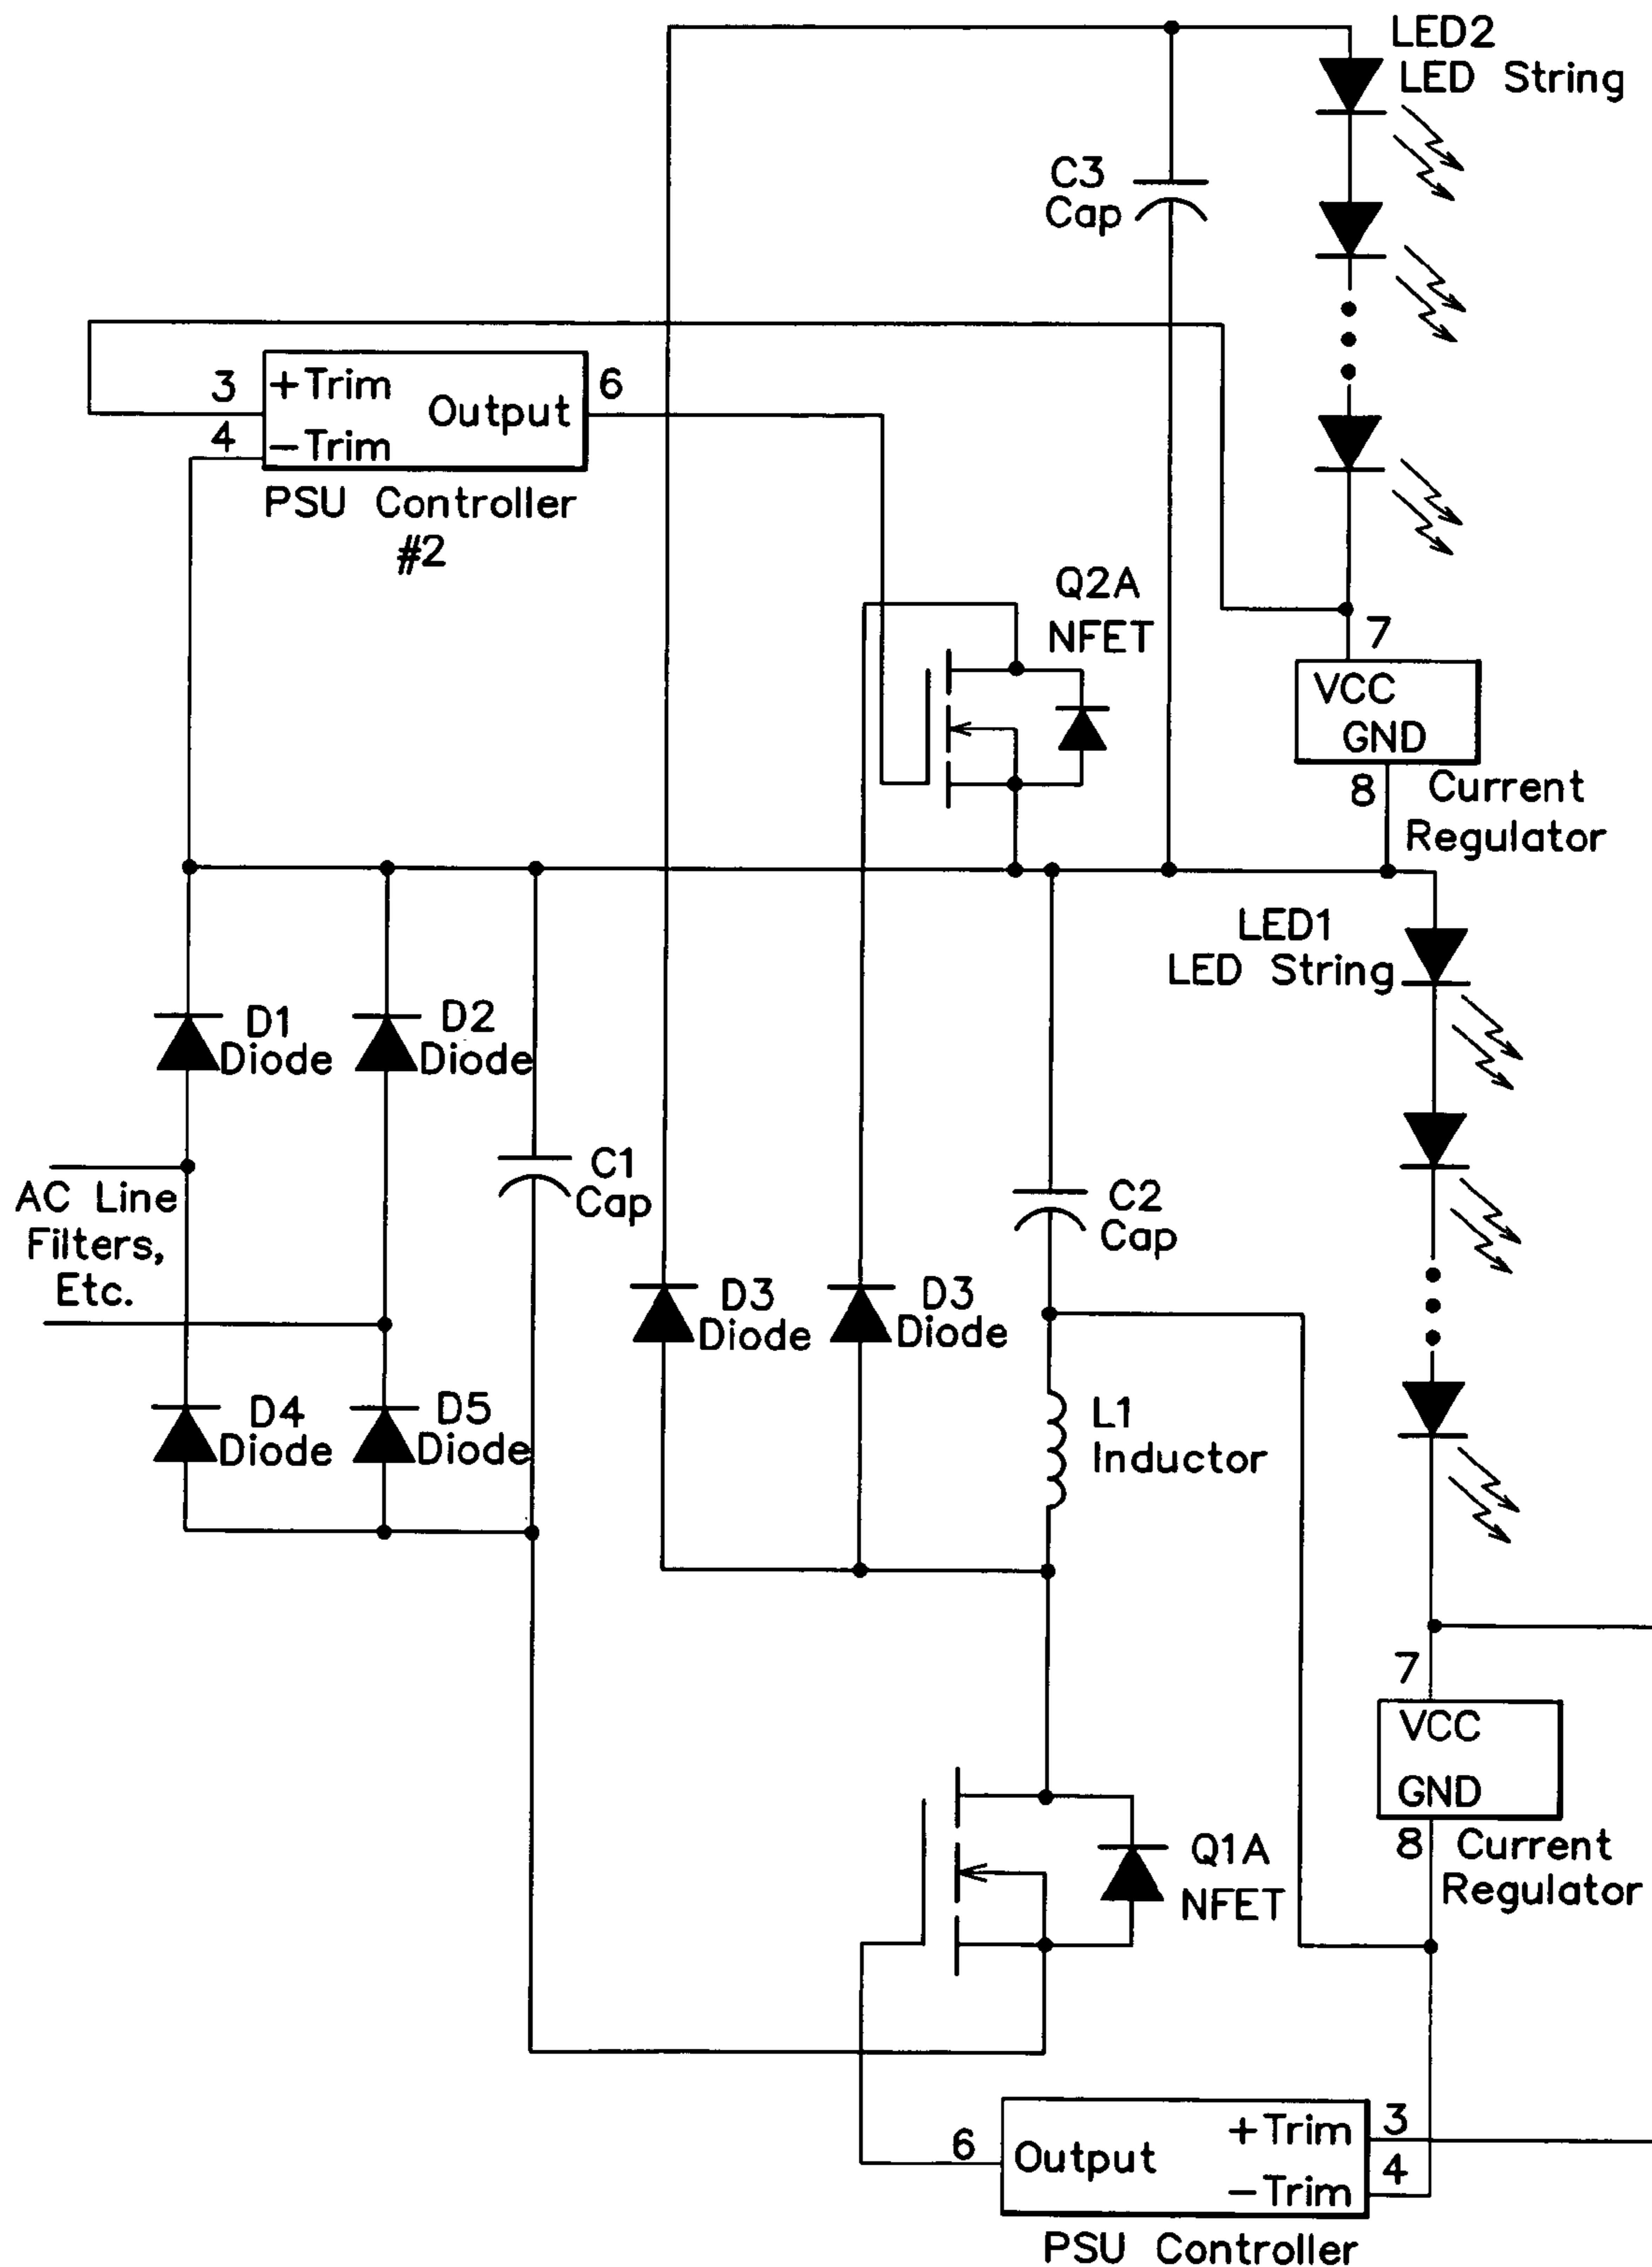 LED2
LED String
C3
Cap
3
+Trim
Output
6
4
-Trim
PSU Controller
#2
Q2A
NFET
7
VCC
GND
8
Current
Regulator
LED1
LED String
D1
Diode
D2
Diode
AC Line
Filters,
Etc.
C1
Cap
C2
Cap
D3
Diode
D3
Diode
D4
Diode
D5
Diode
L1
Inductor
7
VCC
GND
8
Current
Regulator
Q1A
NFET
6
Output
+Trim
3
-Trim
4
PSU Controller